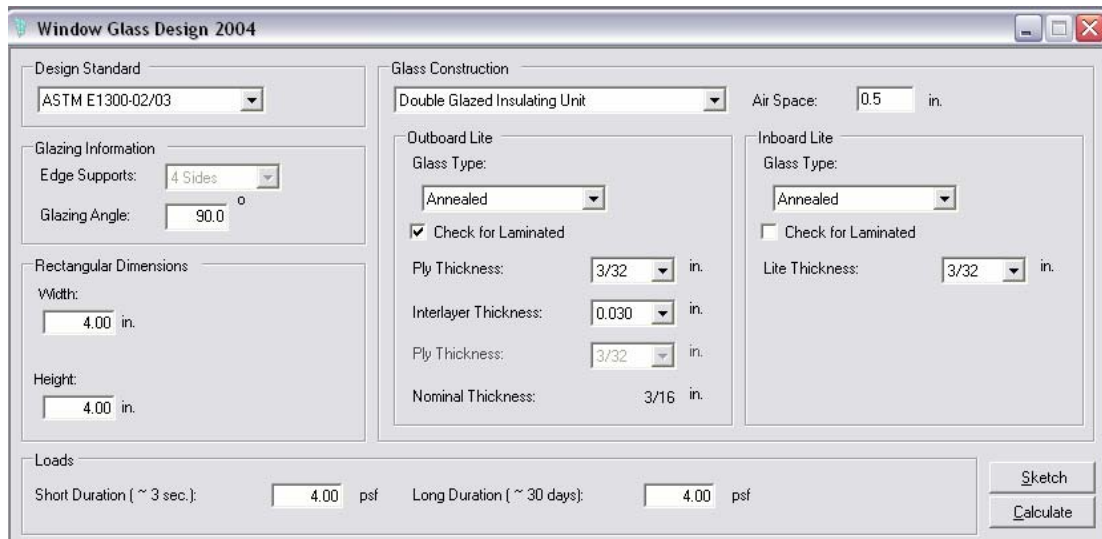 Window Glass Design 2004
Design Standard
ASTM E1300-02/03
Glazing Information
Edge Supports: 4 Sides
Glazing Angle: 90.0 o
Rectangular Dimensions
Width:
4.00 in.
Height:
4.00 in.
Glass Construction
Double Glazed Insulating Unit
Air Space: 0.5 in.
Outboard Lite
Glass Type:
Annealed
Check for Laminated
Ply Thickness: 3/32 in.
Interlayer Thickness: 0.030 in.
Ply Thickness: 3/32 in.
Nominal Thickness: 3/16 in.
Inboard Lite
Glass Type:
Annealed
Check for Laminated
Lite Thickness: 3/32 in.
Loads
Short Duration ( ~ 3 sec.): 4.00 psf Long Duration ( ~ 30 days): 4.00 psf
Sketch
Calculate